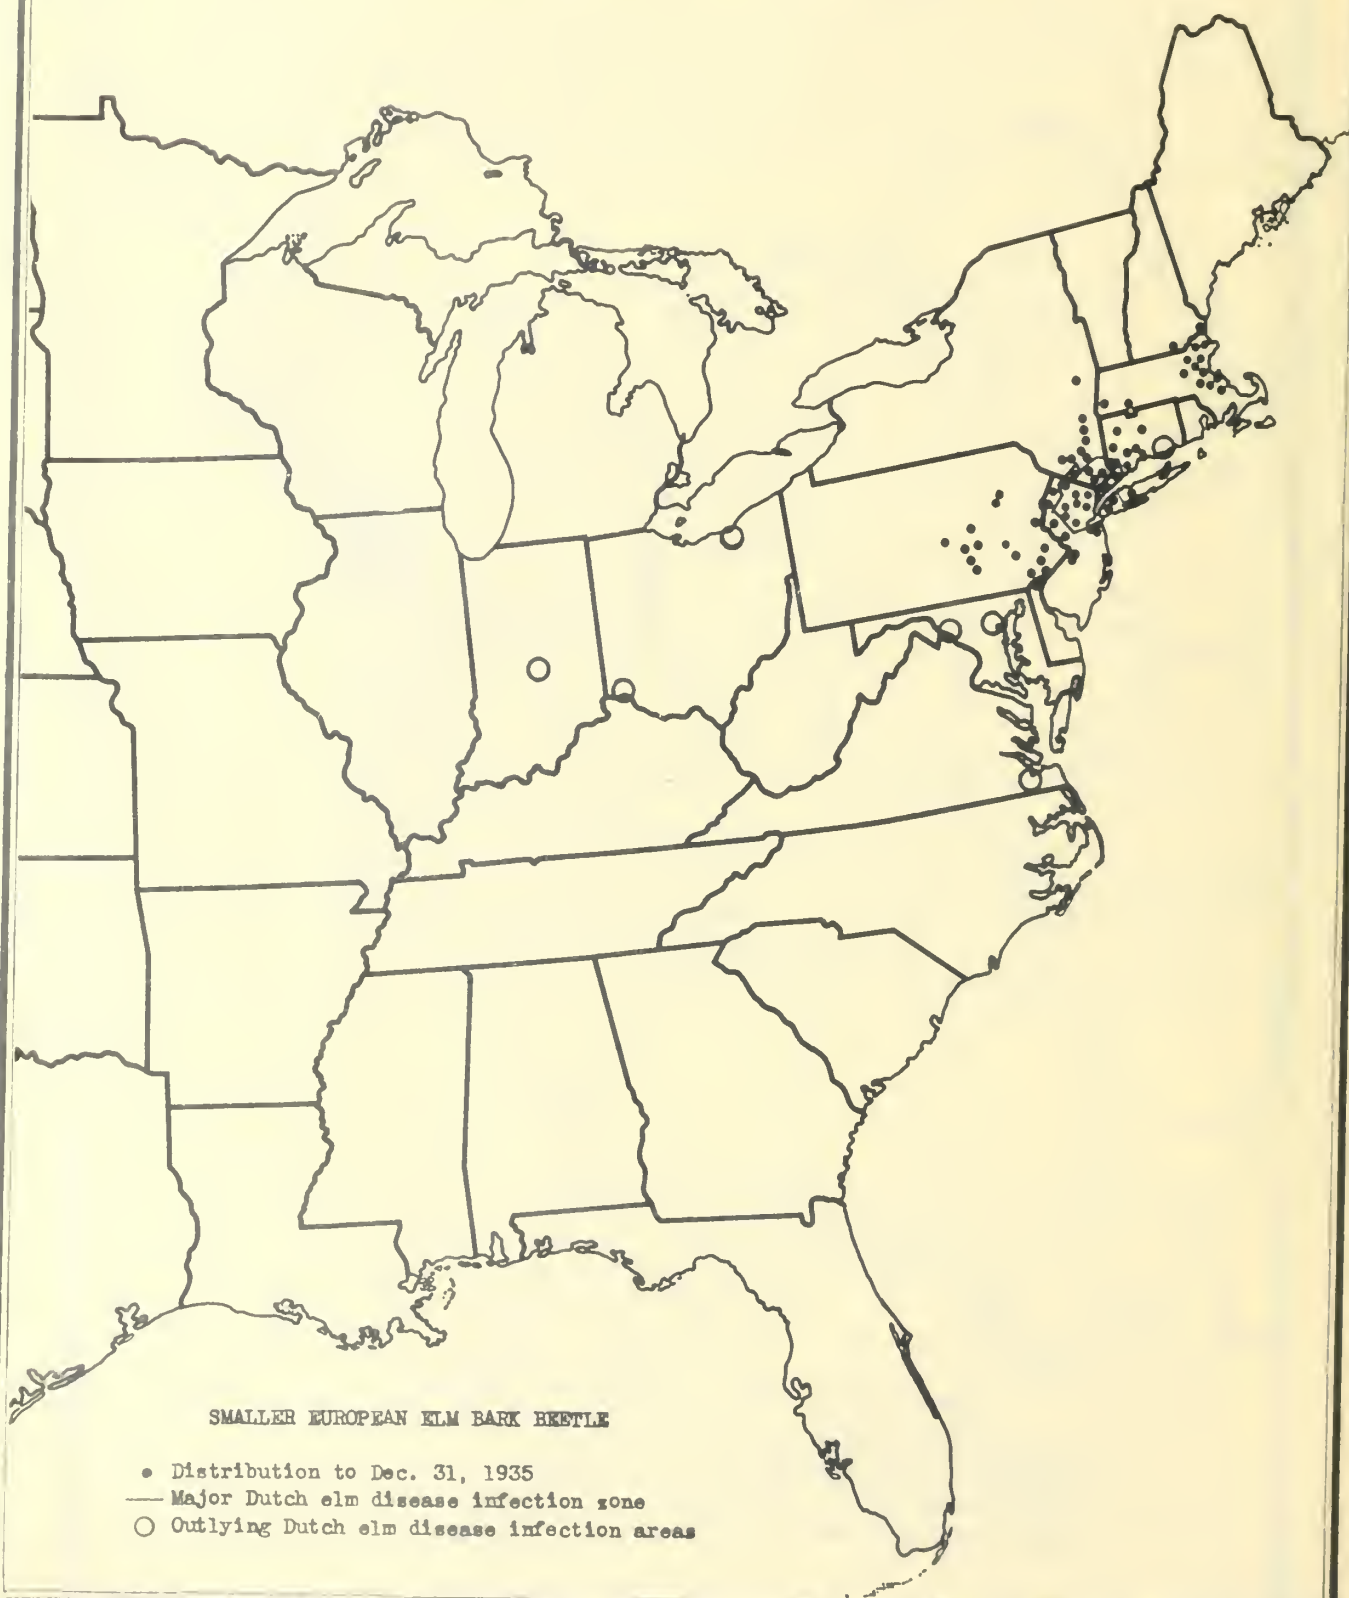 SMALLER EUROPEAN ELM BARK BEETLE
Distribution to Dec. 31, 1935
Major Dutch elm disease infection zone
Outlying Dutch elm disease infection areas